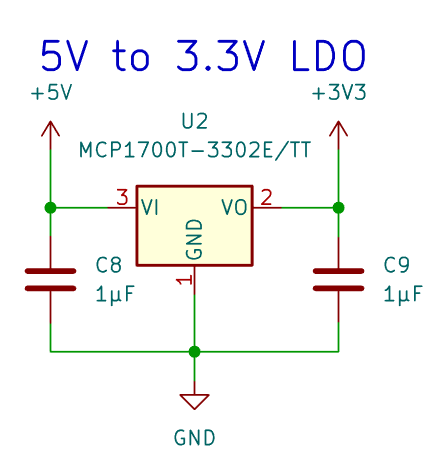 5V to 3.3V LDO
+5V
+3V3
U2
MCP1700T-3302E/TT
3
VI
VO
2
GND
1
C8
1µF
C9
1µF
GND